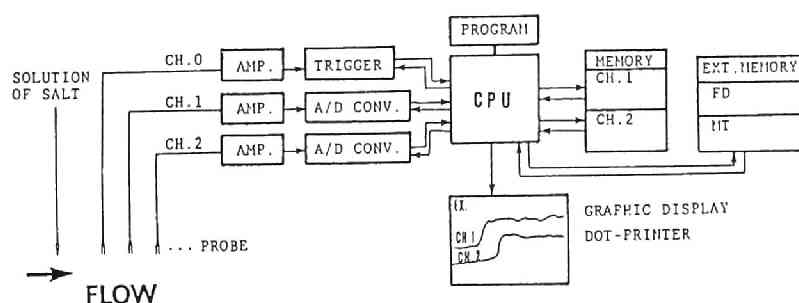 PROGRAM
CH.0
AMP.
TRIGGER
MEMORY
CH.1
CH.2
EXT.MEMORY
FD
MT
SOLUTION
OF SALT
CH.1
AMP.
A/D CONV.
CPU
CH.2
AMP.
A/D CONV.
EX.
CH 1
CH.2
GRAPHIC DISPLAY
DOT-PRINTER
... PROBE
FLOW